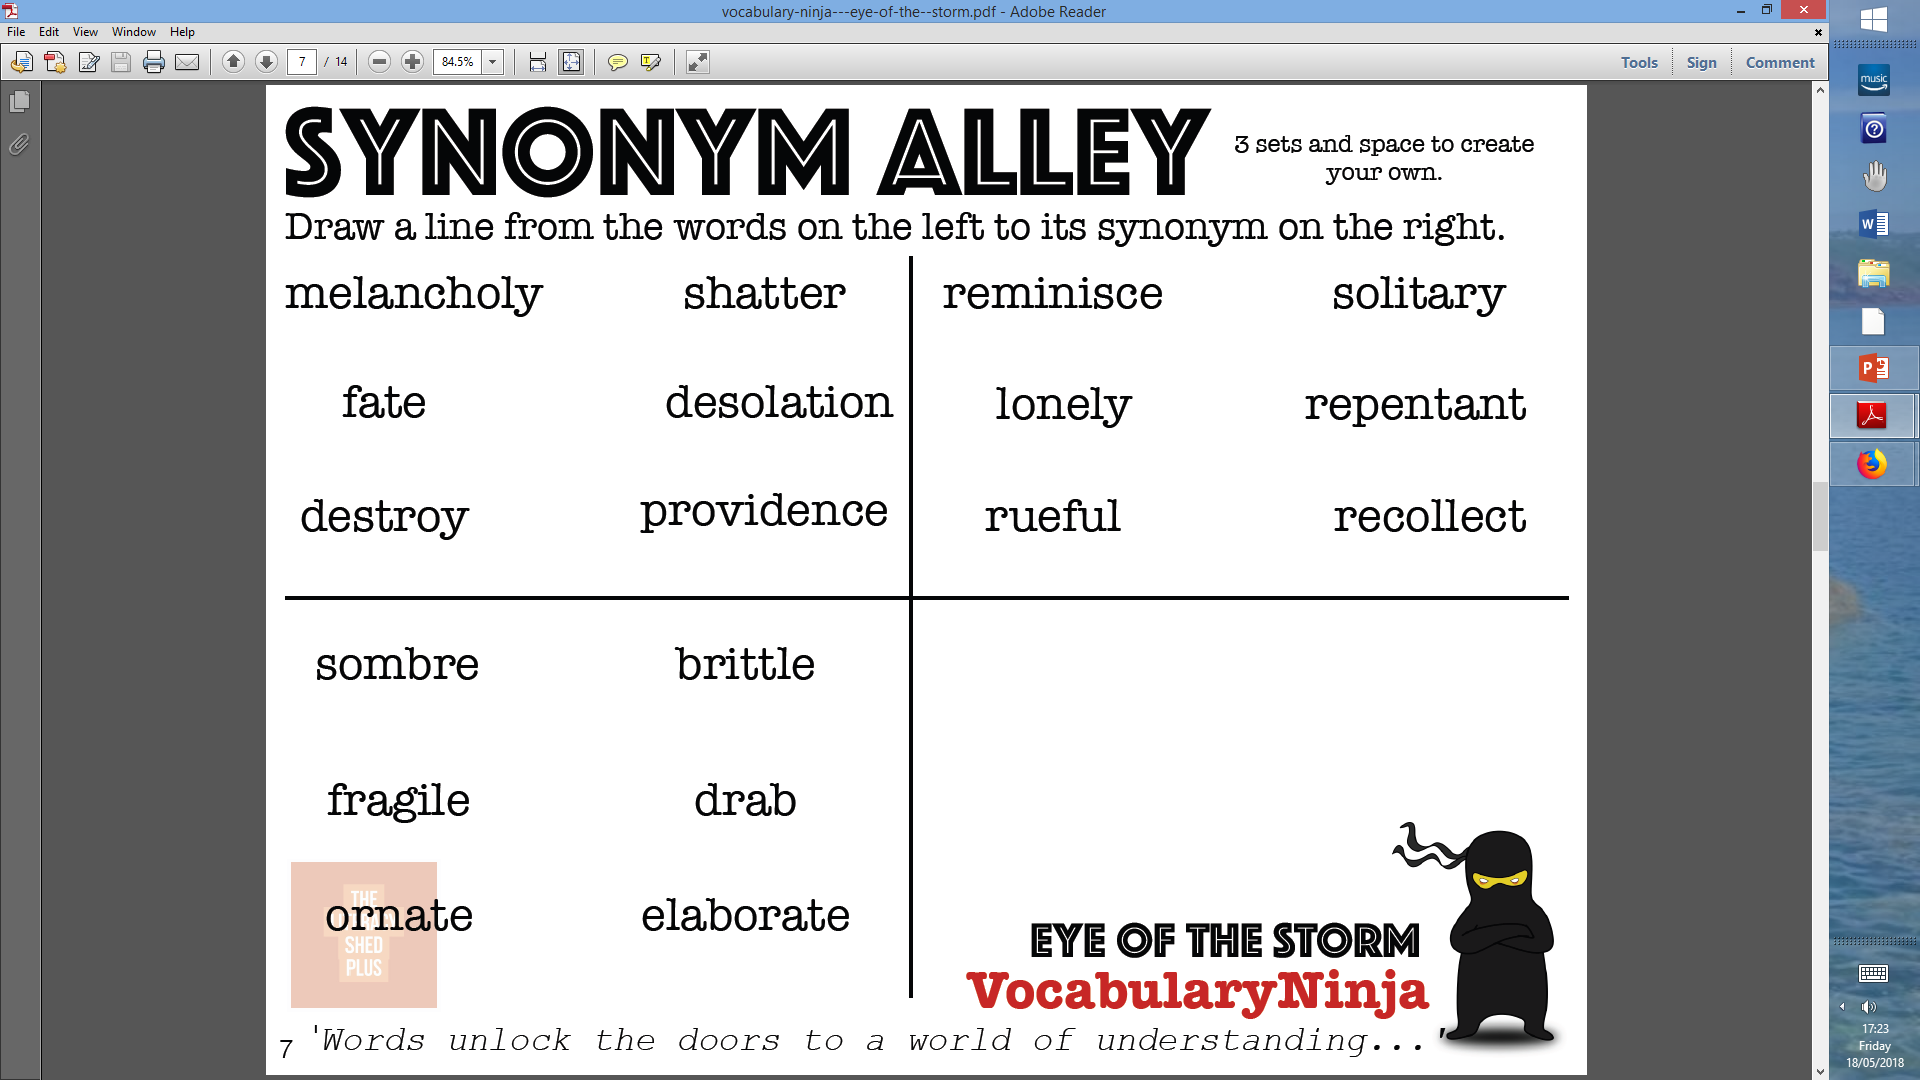 vocabulary-ninja---eye-of-the--storm.pdf - Adobe Reader
File Edit View Window Help
7 / 14 84.5% Tools Sign Comment
SYNONYM ALLEY
3 sets and space to create
your own.
Draw a line from the words on the left to its synonym on the right.
melancholy shatter
fate desolation
destroy providence
reminisce solitary
lonely repentant
rueful recollect
sombre brittle
fragile drab
ornate elaborate
THE
SHED
PLUS
EYE OF THE STORM
VocabularyNinja
7 'Words unlock the doors to a world of understanding...'
music
17:23
Friday
18/05/2018